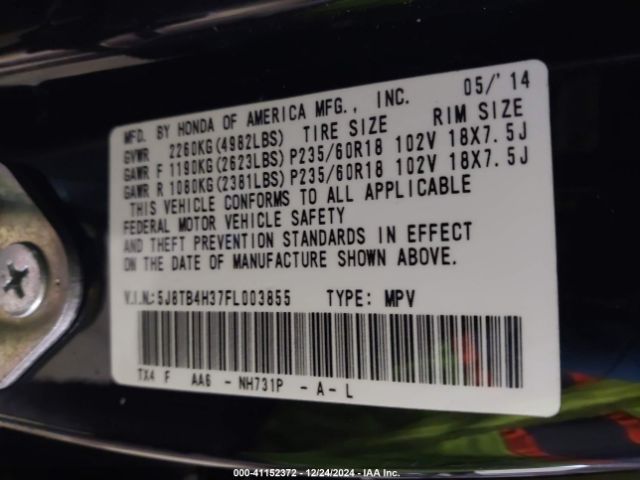 05/'14
MFD. BY HONDA OF AMERICA MFG., INC.
GVWR 2260KG(4982LBS) TIRE SIZE RIM SIZE
GAWR F 1190KG(2623LBS) P235/60R18 102V 18X7.5J
GAWR R 1080KG(2381LBS) P235/60R18 102V 18X7.5J
THIS VEHICLE CONFORMS TO ALL APPLICABLE
FEDERAL MOTOR VEHICLE SAFETY
AND THEFT PREVENTION STANDARDS IN EFFECT
ON THE DATE OF MANUFACTURE SHOWN ABOVE.
V.I.N.:5J8TB4H37FL003855 TYPE: MPV
TX4 F AA6 - NH731P - A - L
000-41152372 - 12/24/2024 - IAA Inc.